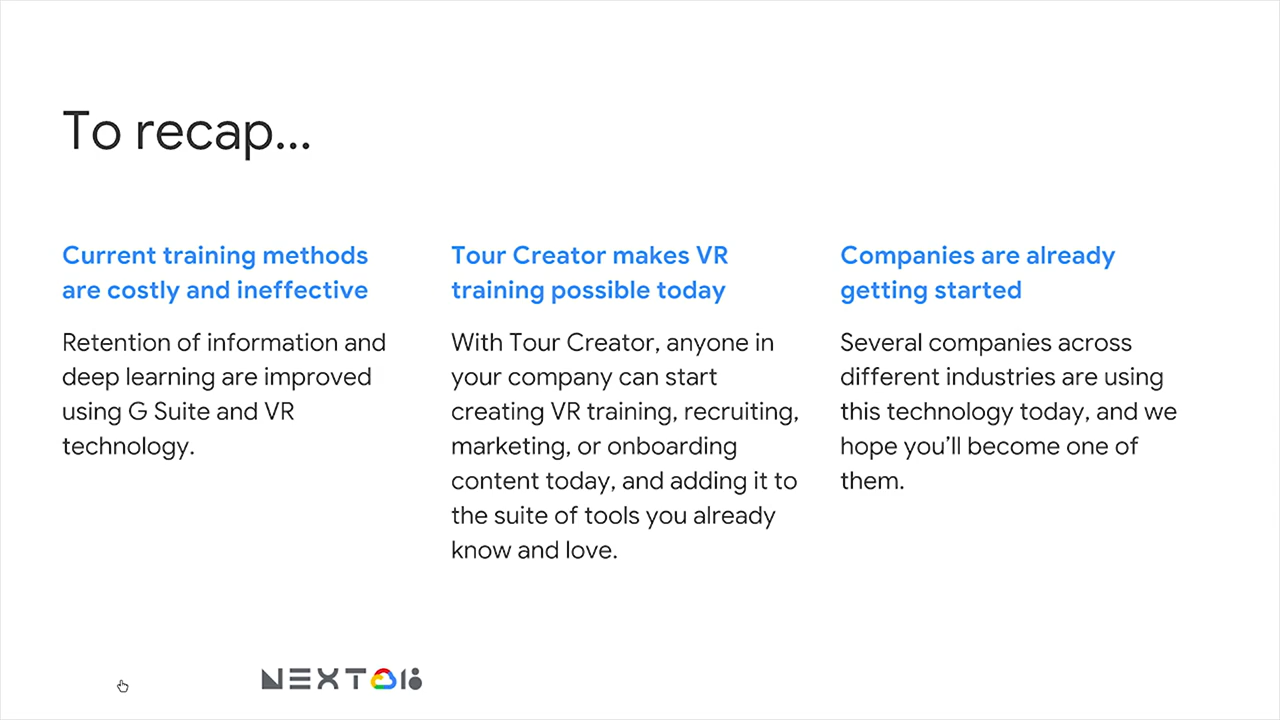 To recap...
Current training methods
are costly and ineffective
Retention of information and
deep learning are improved
using G Suite and VR
technology.
Tour Creator makes VR
training possible today
With Tour Creator, anyone in
your company can start
creating VR training, recruiting,
marketing, or onboarding
content today, and adding it to
the suite of tools you already
know and love.
Companies are already
getting started
Several companies across
different industries are using
this technology today, and we
hope you’ll become one of
them.
NEXT 18